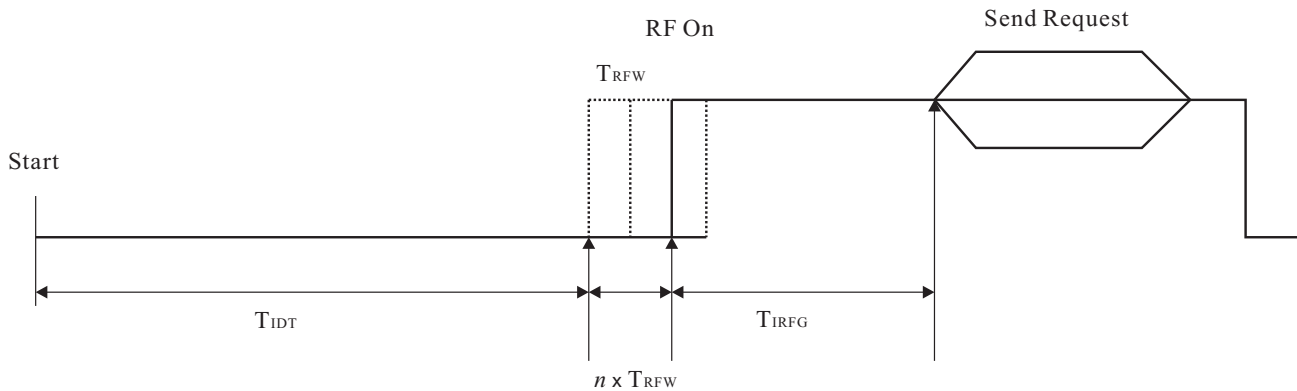 Send Request
RF On
TRFW
Start
TIDT
TIRFG
n x TRFW